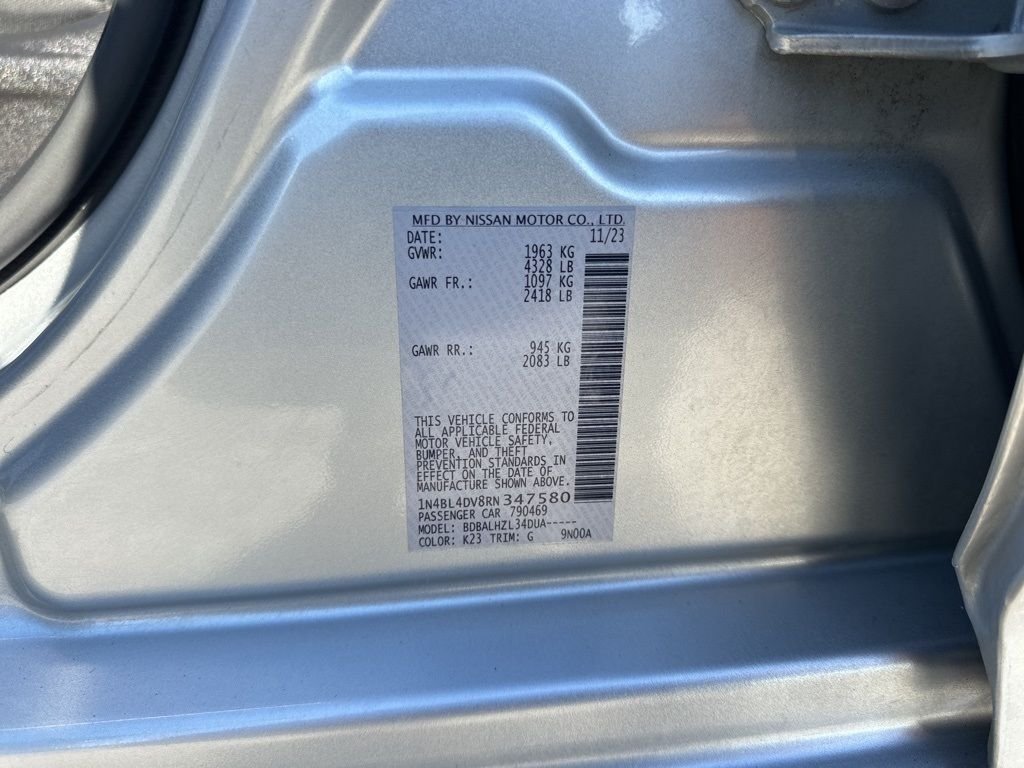 MFD BY NISSAN MOTOR CO., LTD.
DATE: 11/23
GVWR: 1963 KG
4328 LB
GAWR FR.: 1097 KG
2418 LB
GAWR RR.: 945 KG
2083 LB
THIS VEHICLE CONFORMS TO
ALL APPLICABLE FEDERAL
MOTOR VEHICLE SAFETY,
BUMPER, AND THEFT
PREVENTION STANDARDS IN
EFFECT ON THE DATE OF
MANUFACTURE SHOWN ABOVE.
1N4BL4DV8RN347580
PASSENGER CAR 790469
MODEL: BDBALHZL34DUA-----
COLOR: K23 TRIM: G 9N00A